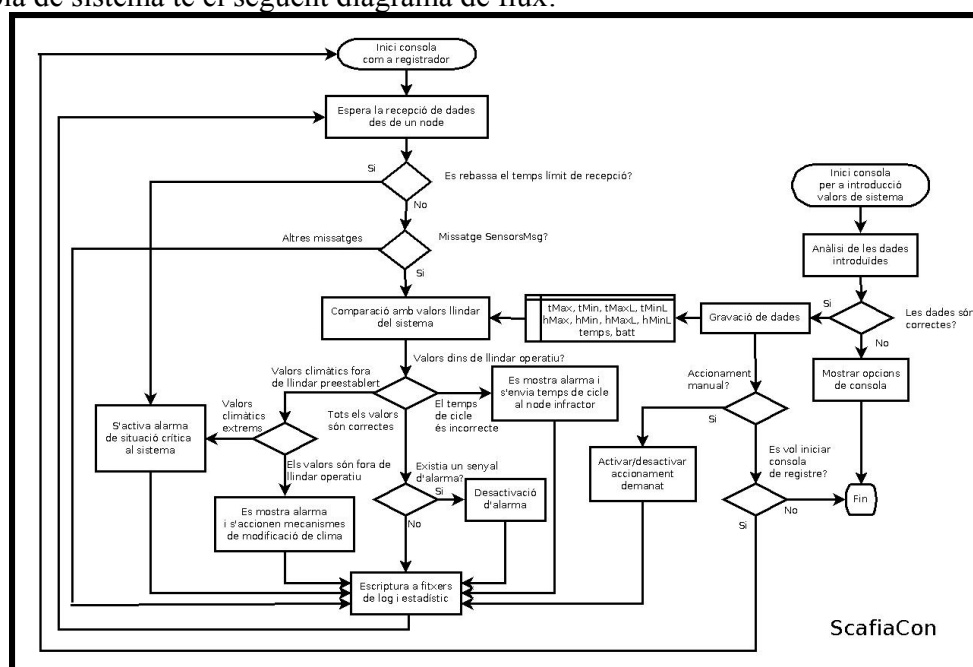 Inici consola
com a registrador
Espera la recepció de dades
des de un node
Si
Es rebassa el temps límit de recepció?
No
Altres missatges
Missatge SensorsMsg?
Si
Inici consola
per a introducció
valors de sistema
Anàlisi de les dades
introduïdes
Si
Les dades són
correctes?
No
Mostrar opcions
de consola
Gravació de dades
tMax, tMin, tMaxL, tMinL
hMax, hMin, hMaxL, hMinL
temps, batt
Comparació amb valors llindar
del sistema
Valors dins de llindar operatiu?
Valors climàtics fora
de llindar preestablert
Valors
climàtics
extrems
Tots els valors
són correctes
El temps
de cicle
és incorrecte
Es mostra alarma i
s'envia temps de cicle
al node infractor
Accionament
manual?
Si
S'activa alarma
de situació crítica
al sistema
Els valors són fora de
llindar operatiu
Existia un senyal
d'alarma?
Si
Desactivació
d'alarma
No
Activar/desactivar
accionament
demanat
Es vol iniciar
consola
de registre?
Si
No
Fin
Es mostra alarma
i s'accionen mecanismes
de modificació de clima
Escriptura a fitxers
de log i estadístic
ScafiaCon